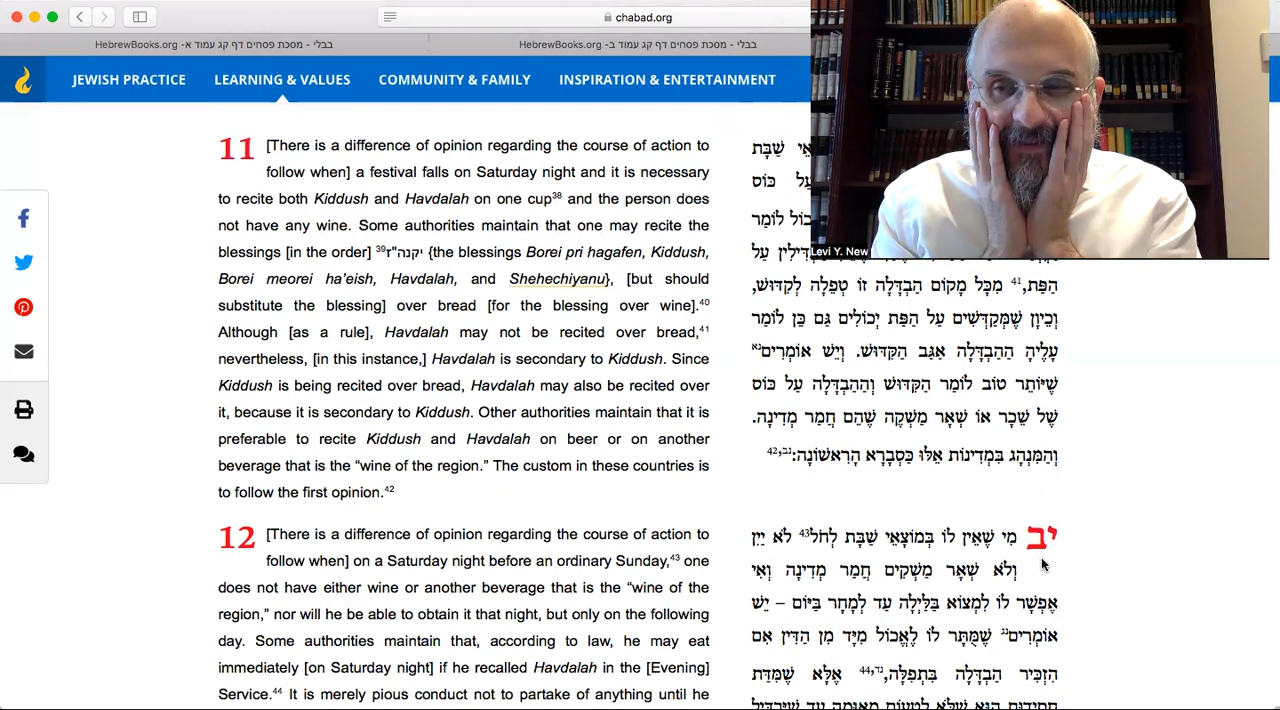 chabad.org
בבלי - מסכת פסחים דף קג עמוד א- HebrewBooks.org
בבלי - מסכת פסחים דף קג עמוד ב- HebrewBooks.org
JEWISH PRACTICE
LEARNING & VALUES
COMMUNITY & FAMILY
INSPIRATION & ENTERTAINMENT
Levi Y. New
11 [There is a difference of opinion regarding the course of action to
follow when] a festival falls on Saturday night and it is necessary
to recite both Kiddush and Havdalah on one cup38 and the person does
not have any wine. Some authorities maintain that one may recite the
blessings [in the order] 39יקנה"ז {the blessings Borei pri hagafen, Kiddush,
Borei meorei ha'eish, Havdalah, and Shehechiyanu}, [but should
substitute the blessing] over bread [for the blessing over wine].40
Although [as a rule], Havdalah may not be recited over bread,41
nevertheless, [in this instance,] Havdalah is secondary to Kiddush. Since
Kiddush is being recited over bread, Havdalah may also be recited over
it, because it is secondary to Kiddush. Other authorities maintain that it is
preferable to recite Kiddush and Havdalah on beer or on another
beverage that is the “wine of the region.” The custom in these countries is
to follow the first opinion.42
12 [There is a difference of opinion regarding the course of action to
follow when] on a Saturday night before an ordinary Sunday,43 one
does not have either wine or another beverage that is the “wine of the
region,” nor will he be able to obtain it that night, but only on the following
day. Some authorities maintain that, according to law, he may eat
immediately [on Saturday night] if he recalled Havdalah in the [Evening]
Service.44 It is merely pious conduct not to partake of anything until he
שַׁבָּת
כּוֹס
לוֹמַר
עַל
הַפַּת,41 מִכָּל מָקוֹם הַבְדָּלָה זוֹ טְפֵלָה לְקִדּוּשׁ,
וְכֵיוָן שֶׁמְּקַדְּשִׁים עַל הַפַּת יְכוֹלִים גַּם כֵּן לוֹמַר
עָלֶיהָ הַהַבְדָּלָה אַגַּב הַקִּדּוּשׁ. וְיֵשׁ אוֹמְרִיםנא
שֶׁיּוֹתֵר טוֹב לוֹמַר הַקִּדּוּשׁ וְהַהַבְדָּלָה עַל כּוֹס
שֶׁל שֵׁכָר אוֹ שְׁאָר מַשְׁקֶה שֶׁהֵם חֲמַר מְדִינָה.
וְהַמִּנְהָג בִּמְדִינוֹת אֵלּוּ כַּסְּבָרָא הָרִאשׁוֹנָה:נב,42
יב מִי שֶׁאֵין לוֹ בְּמוֹצָאֵי שַׁבָּת לְחֹל43 לֹא יַיִן
וְלֹא שְׁאָר מַשְׁקִים חֲמַר מְדִינָה וְאִי
אֶפְשָׁר לוֹ לִמְצוֹא בַּלַּיְלָה עַד לְמָחָר בַּיּוֹם – יֵשׁ
אוֹמְרִיםנג שֶׁמֻּתָּר לוֹ לֶאֱכוֹל מִיָּד מִן הַדִּין אִם
הִזְכִּיר הַבְדָּלָה בִּתְפִלָּה,נד,44 אֶלָּא שֶׁמִּדַּת
חֲסִידוּת הוּא שֶׁלֹּא לִטְעוֹם מְאוּמָה עַד שֶׁיַּבְדִּיל